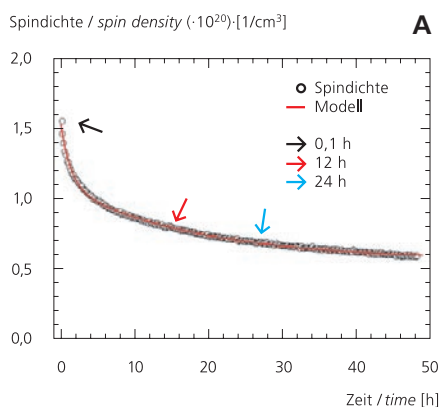 Spindichte / spin density (·10²⁰)·[1/cm³]
A
2,0
Spindichte
Modell
1,5
0,1 h
12 h
24 h
1,0
0,5
0,0
0 10 20 30 40 50
Zeit / time [h]